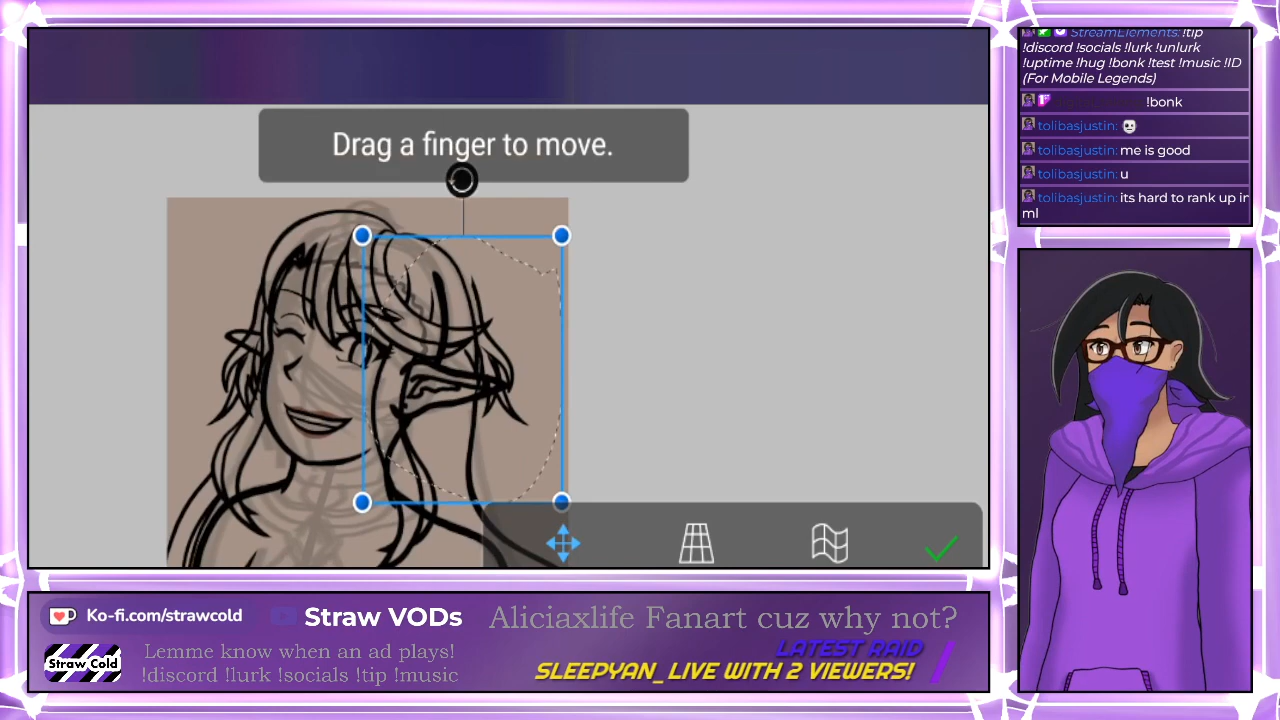 Drag a finger to move.
StreamElements: !tip
!discord !socials !lurk !unlurk
!uptime !hug !bonk !test !music !ID
(For Mobile Legends)
!bonk
tolibasjustin:
tolibasjustin: me is good
tolibasjustin: u
tolibasjustin: its hard to rank up in
ml
Ko-fi.com/strawcold
Straw VODs
Aliciaxlife Fanart cuz why not?
Straw Cold
Lemme know when an ad plays!
!discord !lurk !socials !tip !music
LATEST RAID
SLEEPYAN_LIVE WITH 2 VIEWERS!